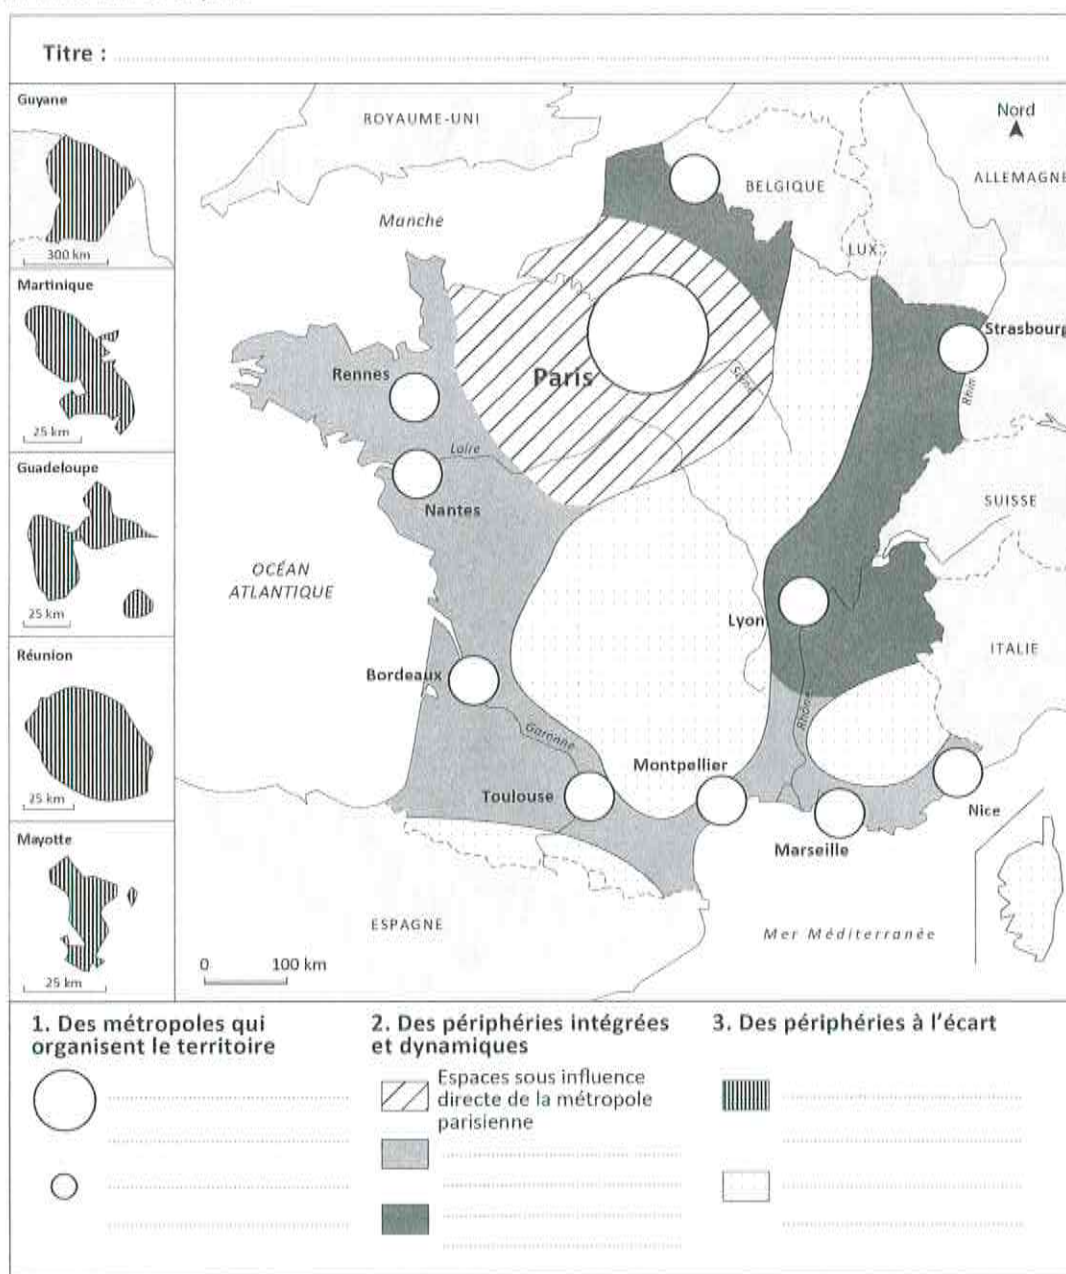 Titre :
Guyane
300 km
Martinique
25 km
Guadeloupe
25 km
Réunion
25 km
Mayotte
25 km
ROYAUME-UNI
Nord
BELGIQUE
ALLEMAGNE
Manche
LUX.
Strasbourg
Rennes
Paris
Seine
Rhin
Loire
Nantes
SUISSE
OCÉAN
ATLANTIQUE
Lyon
ITALIE
Bordeaux
Rhône
Garonne
Montpellier
Toulouse
Nice
Marseille
ESPAGNE
Mer Méditerranée
0 100 km
1. Des métropoles qui
organisent le territoire
2. Des périphéries intégrées
et dynamiques
Espaces sous influence
directe de la métropole
parisienne
3. Des périphéries à l'écart